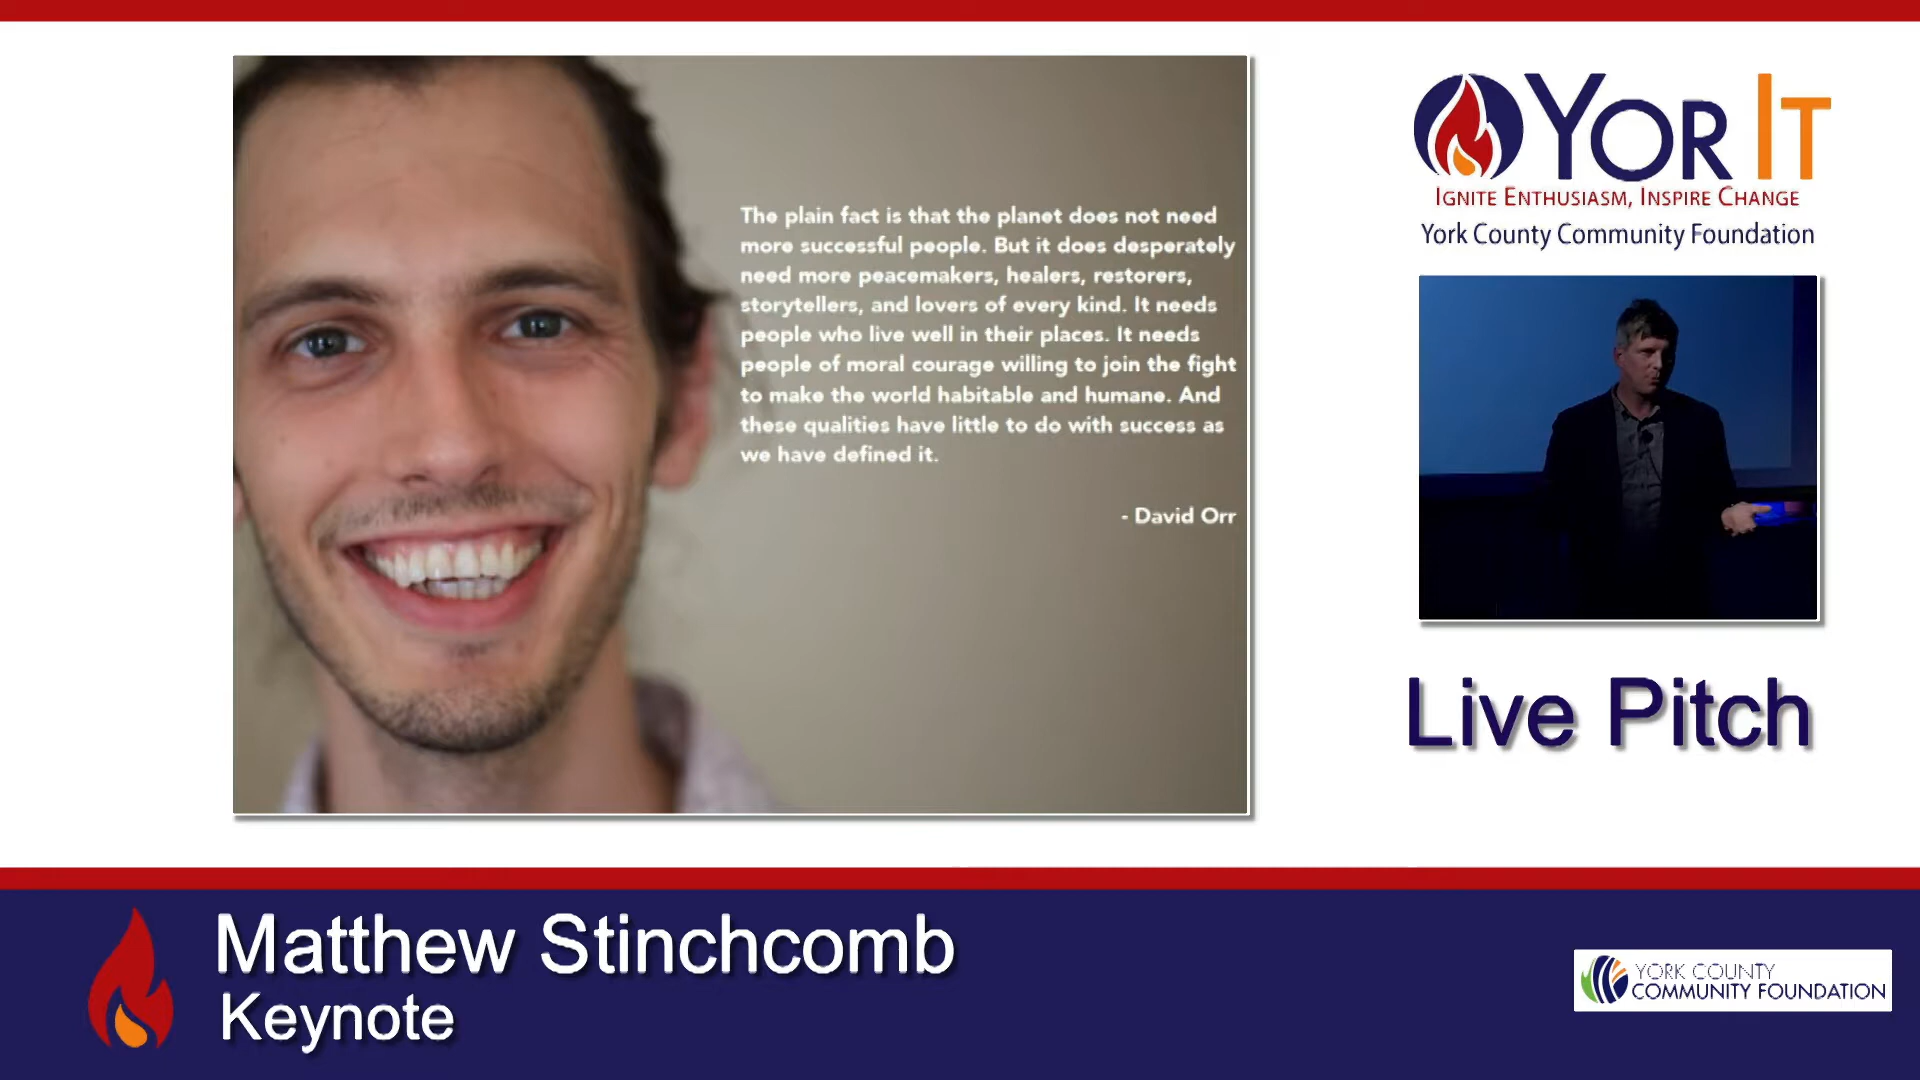 The plain fact is that the planet does not need
more successful people. But it does desperately
need more peacemakers, healers, restorers,
storytellers, and lovers of every kind. It needs
people who live well in their places. It needs
people of moral courage willing to join the fight
to make the world habitable and humane. And
these qualities have little to do with success as
we have defined it.
- David Orr
YOR IT
IGNITE ENTHUSIASM, INSPIRE CHANGE
York County Community Foundation
Live Pitch
Matthew Stinchcomb
Keynote
YORK COUNTY
COMMUNITY FOUNDATION